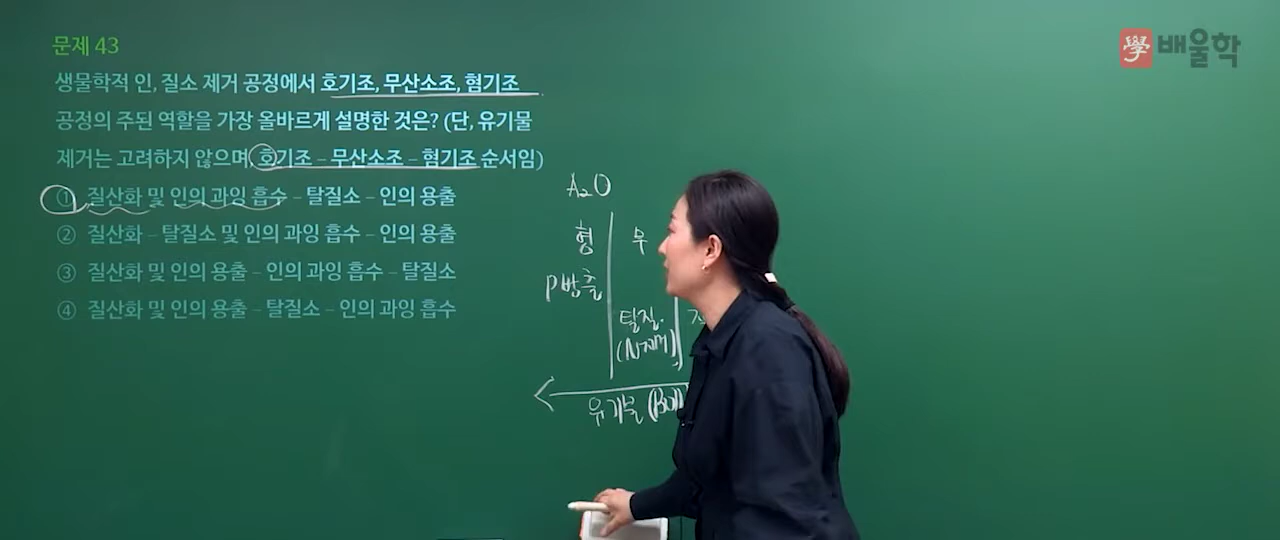 문제 43
學 배울학
생물학적 인, 질소 제거 공정에서 호기조, 무산소조, 혐기조
공정의 주된 역할을 가장 올바르게 설명한 것은? (단, 유기물
제거는 고려하지 않으며 호기조 – 무산소조 – 혐기조 순서임)
① 질산화 및 인의 과잉 흡수 – 탈질소 – 인의 용출
② 질산화 – 탈질소 및 인의 과잉 흡수 – 인의 용출
③ 질산화 및 인의 용출 – 인의 과잉 흡수 – 탈질소
④ 질산화 및 인의 용출 – 탈질소 – 인의 과잉 흡수
A₂O
혐 무
P방출
탈질.
(N제거)
유기물 (BOD)